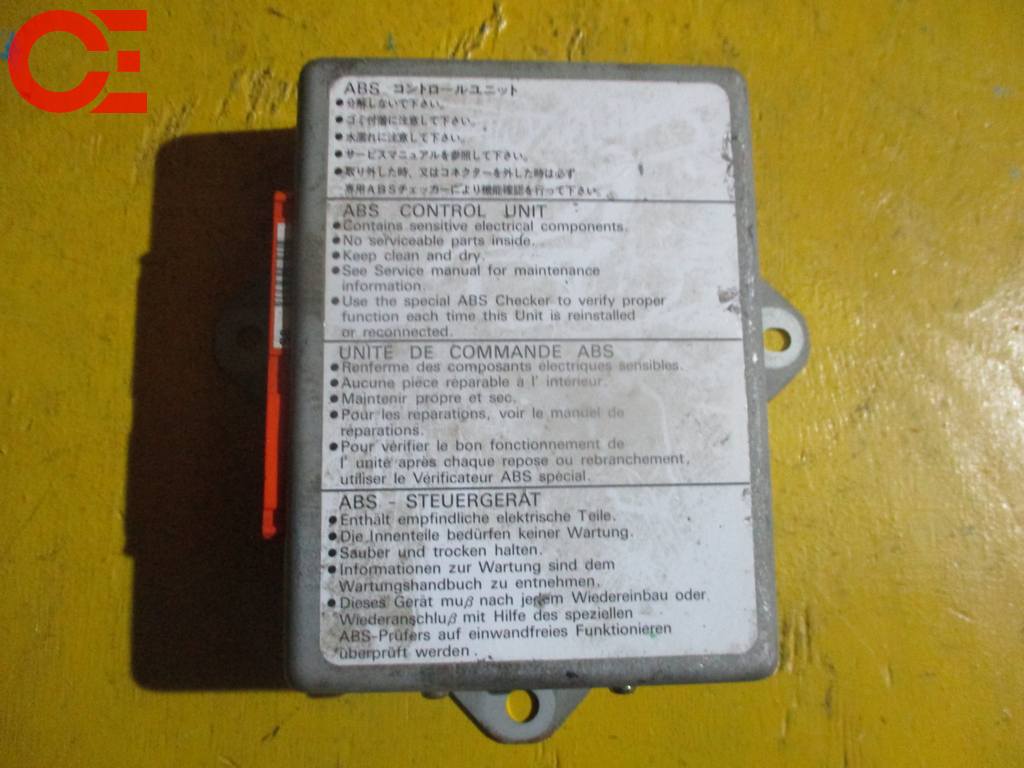 CE
ABS コントロールユニット
●分解しないで下さい。
●ゴミ付着に注意して下さい。
●水濡れに注意して下さい。
●サービスマニュアルを参照して下さい。
●取り外した時、又はコネクターを外した時は必ず
専用ABSチェッカーにより機能確認を行って下さい。
ABS CONTROL UNIT
●Contains sensitive electrical components.
●No serviceable parts inside.
●Keep clean and dry.
●See Service manual for maintenance
information.
●Use the special ABS Checker to verify proper
function each time this Unit is reinstalled
or reconnected.
UNITÉ DE COMMANDE ABS
●Renferme des composants électriques sensibles.
●Aucune pièce réparable à l' intérieur.
●Maintenir propre et sec.
●Pour les réparations, voir le manuel de
réparations.
●Pour vérifier le bon fonctionnement de
l' unité après chaque repose ou rebranchement,
utiliser le Vérificateur ABS spécial.
ABS - STEUERGERÄT
●Enthält empfindliche elektrische Teile.
●Die Innenteile bedürfen keiner Wartung.
●Sauber und trocken halten.
●Informationen zur Wartung sind dem
Wartungshandbuch zu entnehmen.
●Dieses Gerät muß nach jedem Wiedereinbau oder
Wiederanschluß mit Hilfe des speziellen
ABS-Prüfers auf einwandfreies Funktionieren
überprüft werden.